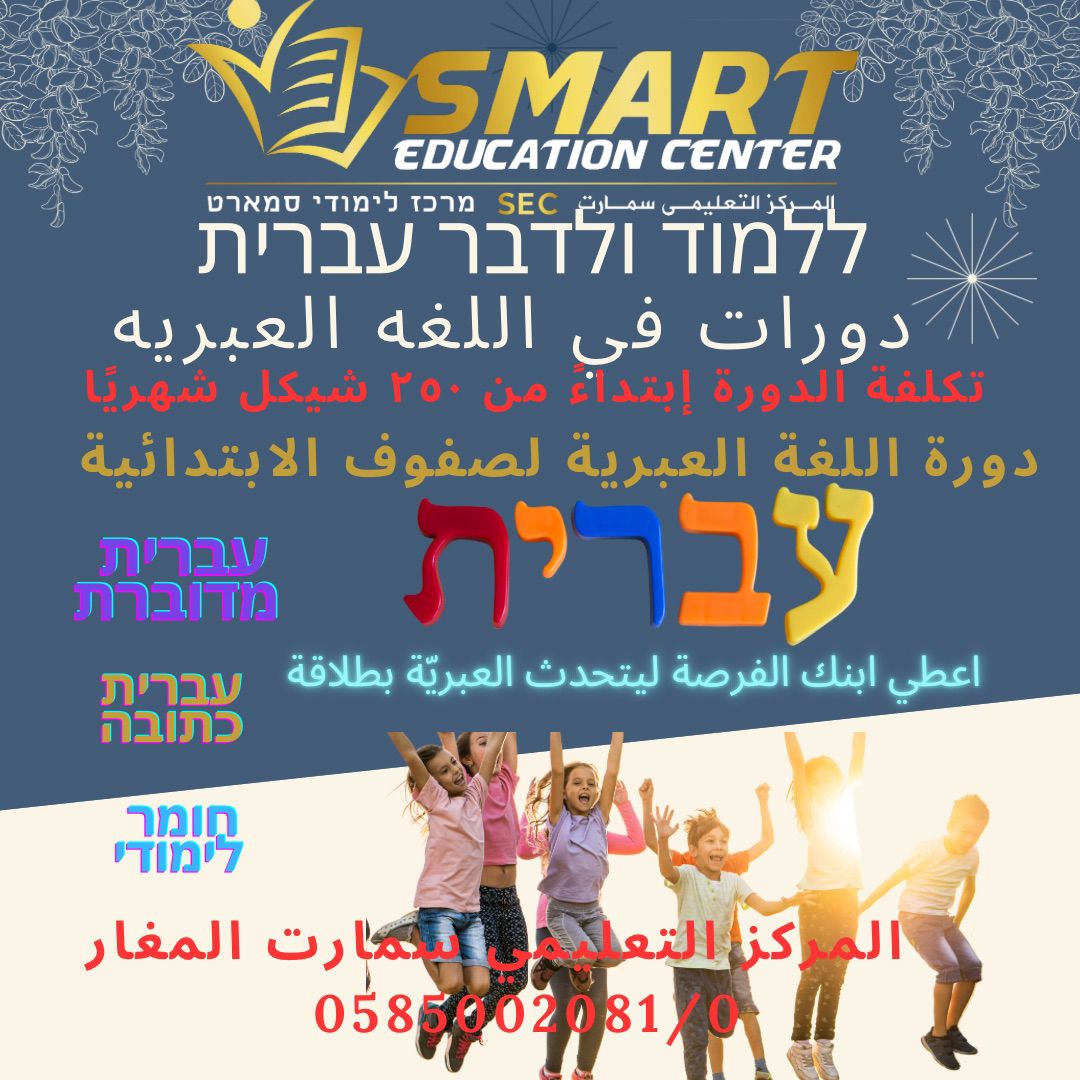 SMART
EDUCATION CENTER
المركز التعليمي سمارت SEC מרכז לימודי סמארט
ללמוד ולדבר עברית
دورات في اللغه العبريه
تكلفة الدورة إبتداءً من ٢٥٠ شيكل شهريًا
دورة اللغة العبرية لصفوف الابتدائية
עברית
עברית
מדוברת
اعطي ابنك الفرصة ليتحدث العبريّة بطلاقة
עברית
כתובה
חומר
לימודי
المركز التعليمي سمارت المغار
0585002081/0